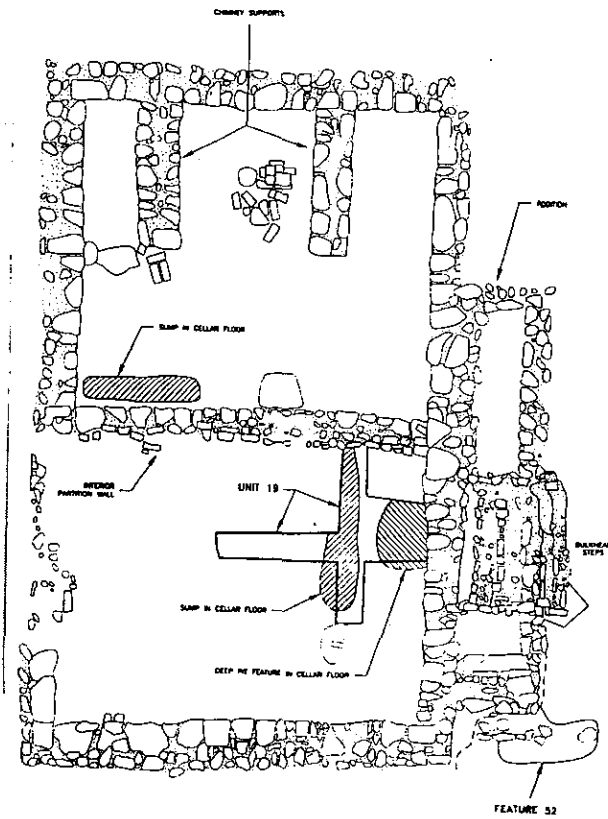 CHIMNEY SUPPORTS
ADDITION
SUMP IN CELLAR FLOOR
INTERIOR
PARTITION WALL
UNIT 19
BULKHEAD
STEPS
SUMP IN CELLAR FLOOR
DEEP PIT FEATURE IN CELLAR FLOOR
FEATURE 52